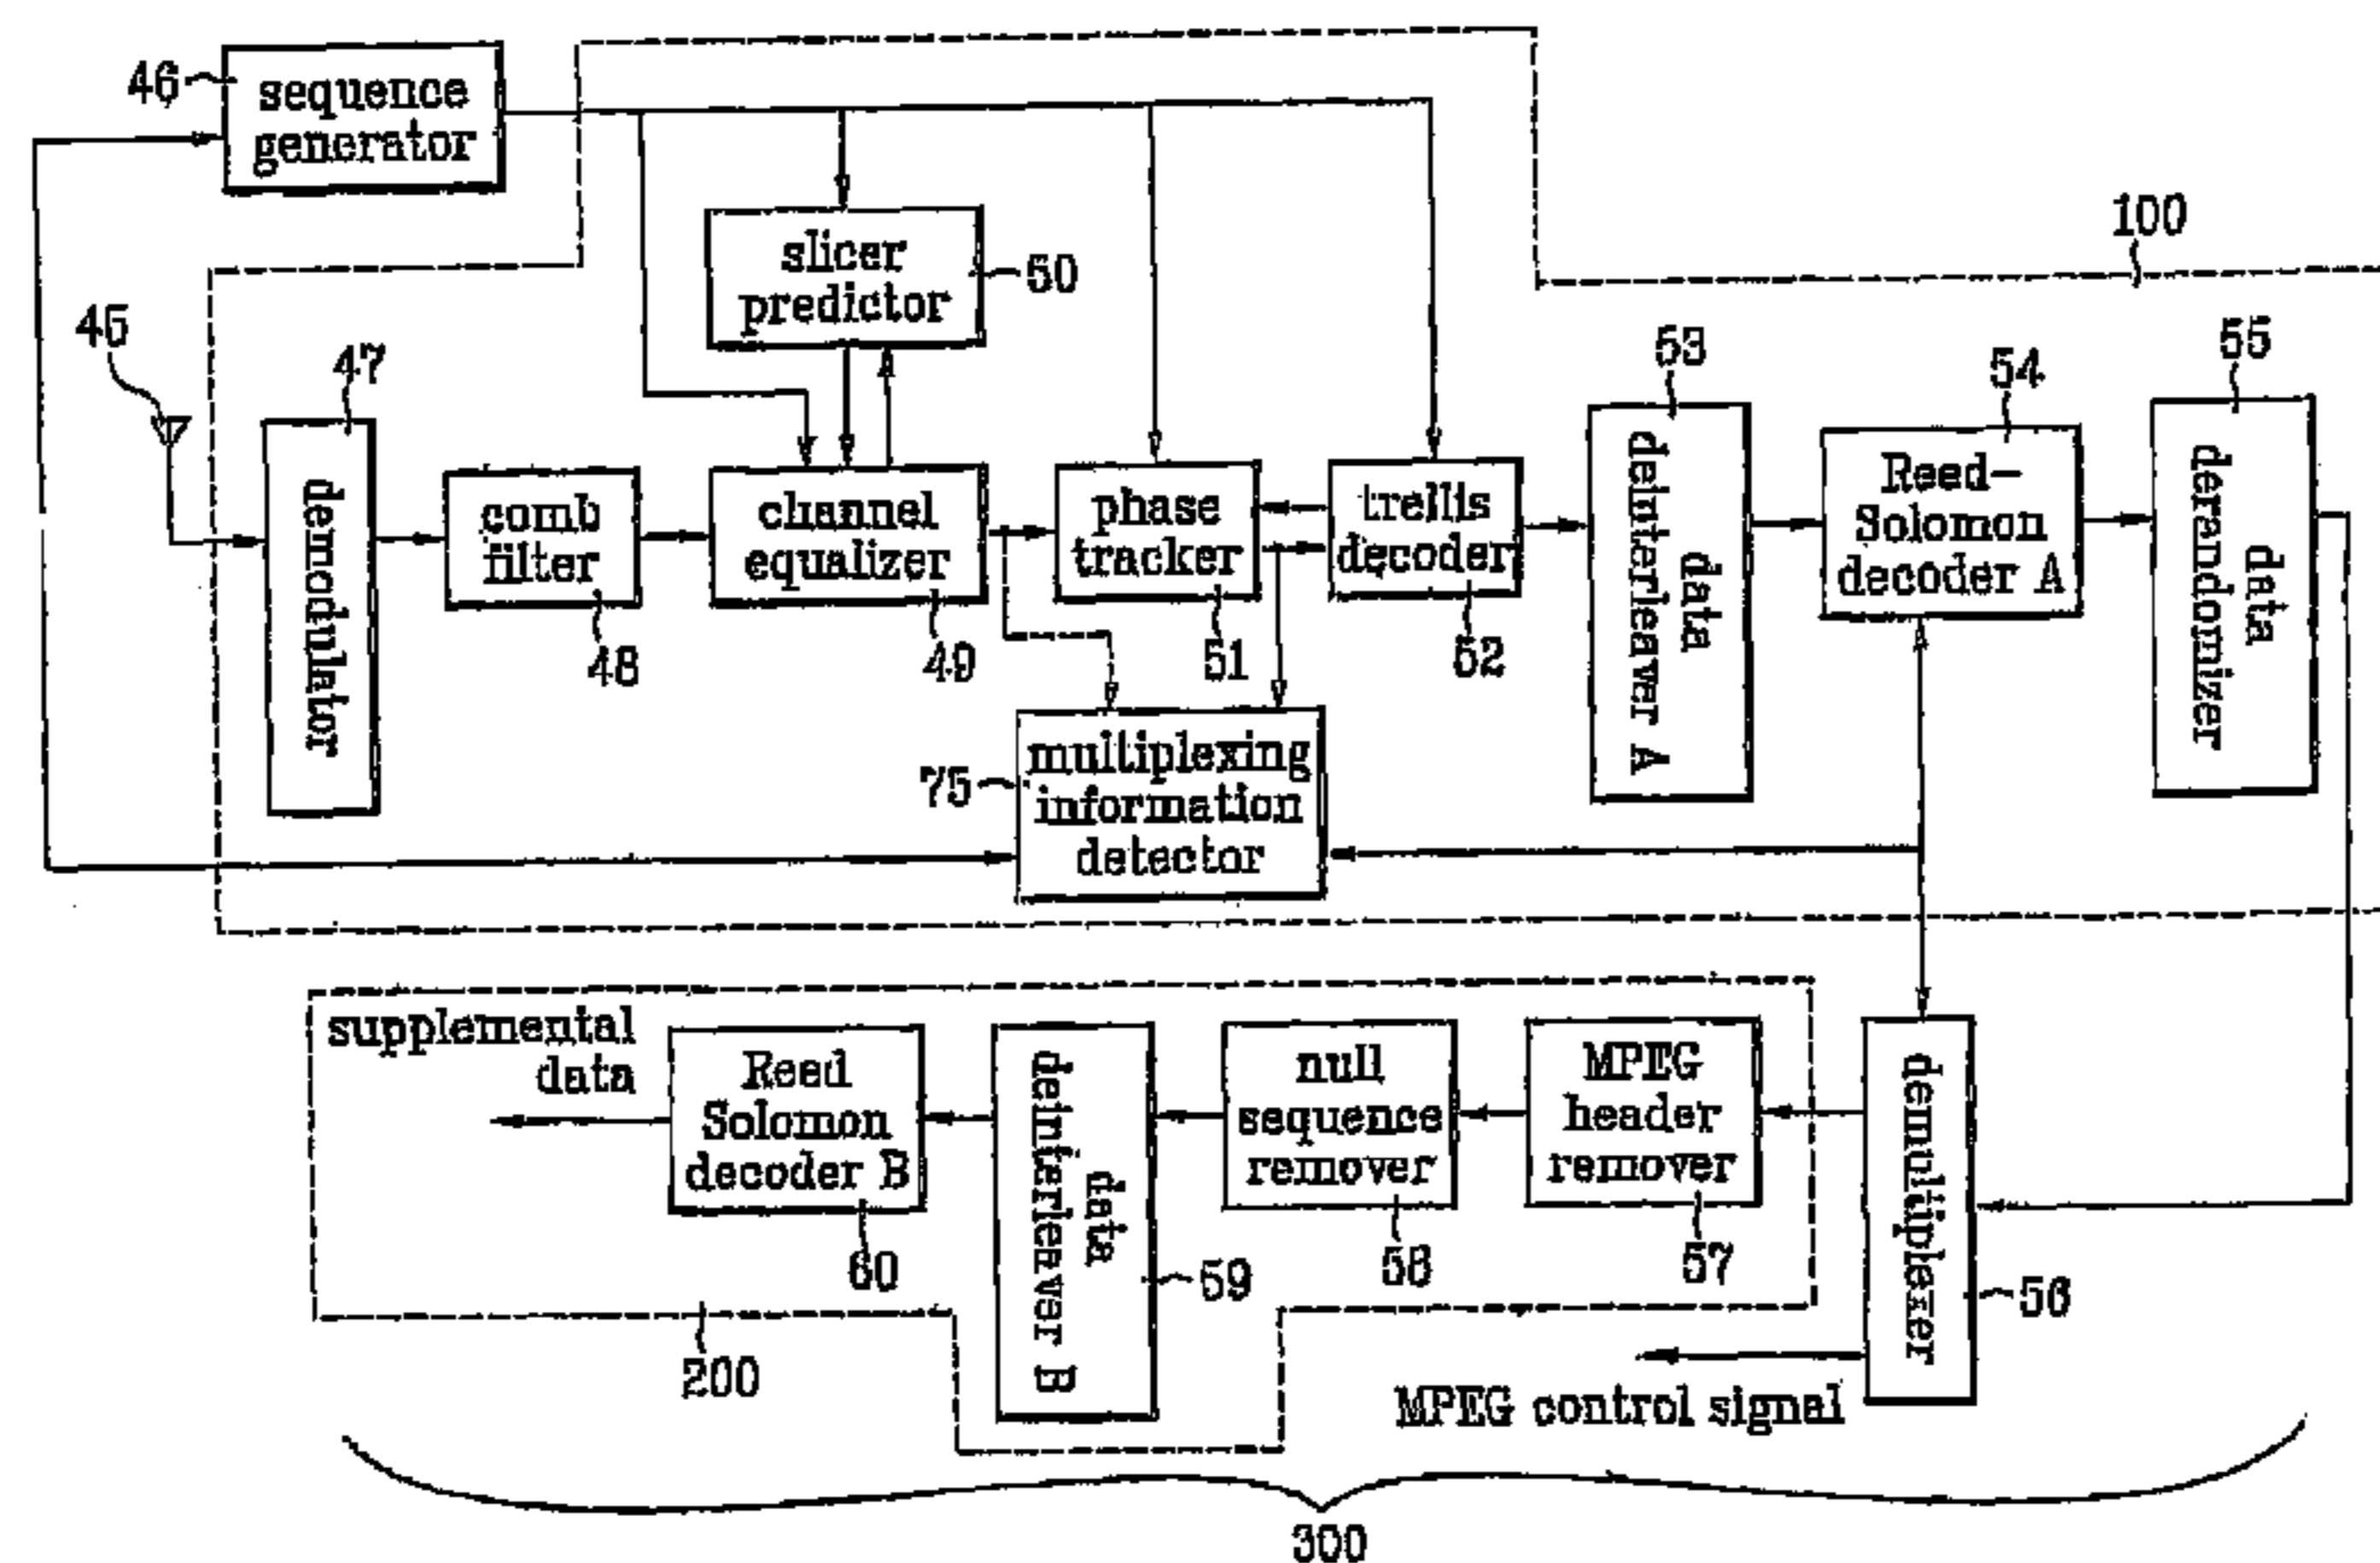 46
sequence
generator
100
slicer
predictor
50
45
47
53
54
55
demodulator
comb
filter
48
channel
equalizer
49
phase
tracker
51
trellis
decoder
52
data
deinterleaver A
Reed-
Solomon
decoder A
data
derandomizer
75
multiplexing
information
detector
supplemental
data
Reed
Solomon
decoder B
60
data
deinterleaver B
59
null
sequence
remover
58
MPEG
header
remover
57
demultiplexer
56
200
MPEG control signal
300